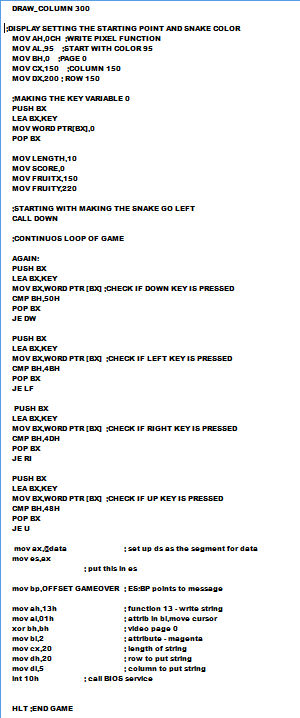 DRAW_COLUMN 300
;DISPLAY SETTING THE STARTING POINT AND SNAKE COLOR
MOV AH,0CH ;WRITE PIXEL FUNCTION
MOV AL,95 ;START WITH COLOR 95
MOV BH,0 ;PAGE 0
MOV CX,150 ;COLUMN 150
MOV DX,200 ; ROW 150
;MAKING THE KEY VARIABLE 0
PUSH BX
LEA BX,KEY
MOV WORD PTR[BX],0
POP BX
MOV LENGTH,10
MOV SCORE,0
MOV FRUITX,150
MOV FRUITY,220
;STARTING WITH MAKING THE SNAKE GO LEFT
CALL DOWN
;CONTINUOS LOOP OF GAME
AGAIN:
PUSH BX
LEA BX,KEY
MOV BX,WORD PTR [BX] ;CHECK IF DOWN KEY IS PRESSED
CMP BH,50H
POP BX
JE DW
PUSH BX
LEA BX,KEY
MOV BX,WORD PTR [BX] ;CHECK IF LEFT KEY IS PRESSED
CMP BH,4BH
POP BX
JE LF
PUSH BX
LEA BX,KEY
MOV BX,WORD PTR [BX] ;CHECK IF RIGHT KEY IS PRESSED
CMP BH,4DH
POP BX
JE RI
PUSH BX
LEA BX,KEY
MOV BX,WORD PTR [BX] ;CHECK IF UP KEY IS PRESSED
CMP BH,48H
POP BX
JE U
mov ax,@data ; set up ds as the segment for data
mov es,ax
; put this in es
mov bp,OFFSET GAMEOVER ; ES:BP points to message
mov ah,13h ; function 13 - write string
mov al,01h ; attrib in bl,move cursor
xor bh,bh ; video page 0
mov bl,2 ; attribute - magenta
mov cx,20 ; length of string
mov dh,20 ; row to put string
mov dl,5 ; column to put string
int 10h ; call BIOS service
HLT ;END GAME